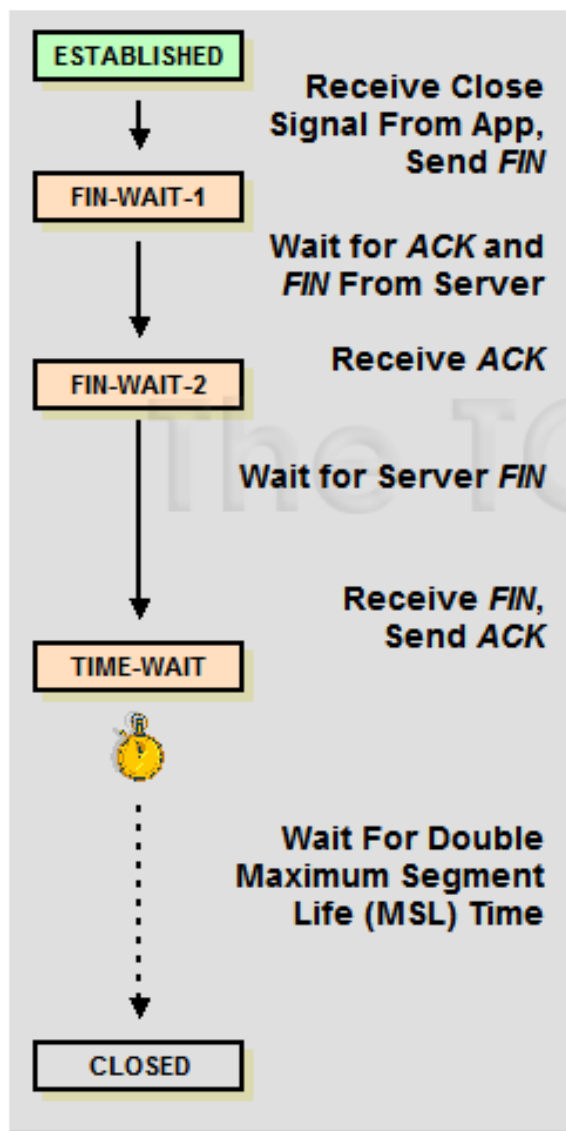 ESTABLISHED
Receive Close
Signal From App,
Send FIN
FIN-WAIT-1
Wait for ACK and
FIN From Server
Receive ACK
FIN-WAIT-2
The TC
Wait for Server FIN
Receive FIN,
Send ACK
TIME-WAIT
Wait For Double
Maximum Segment
Life (MSL) Time
CLOSED